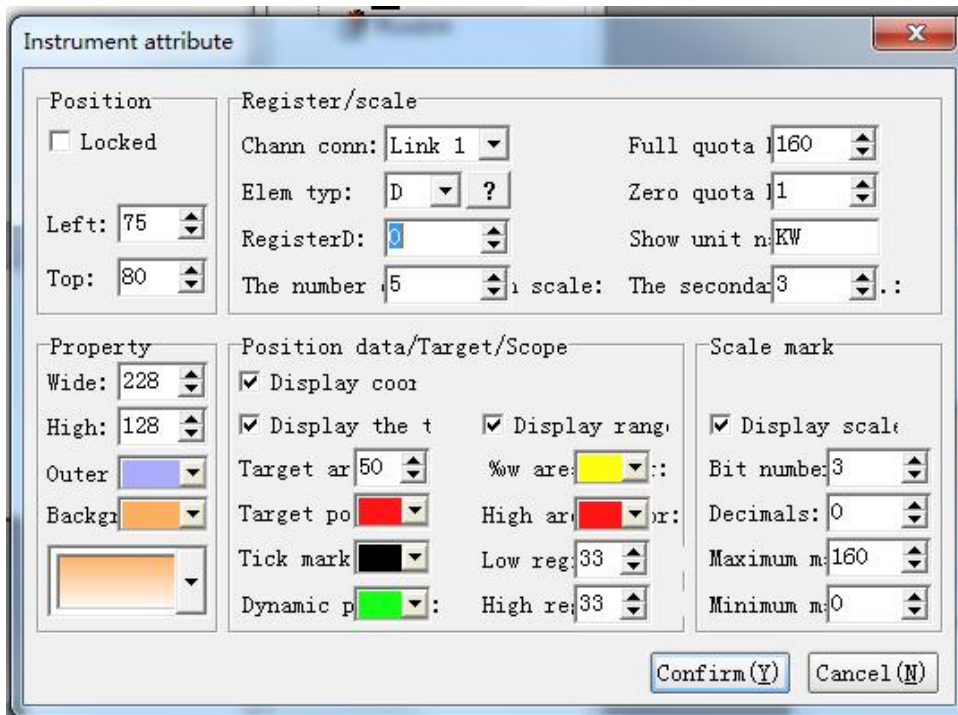 Instrument attribute
Position
Locked
Left: 75
Top: 80
Register/scale
Chann conn: Link 1
Full quota 160
Elem typ: D ?
Zero quota 1
RegisterD: 0
Show unit n KW
The number 5 scale:
The seconda 3 .:
Property
Wide: 228
High: 128
Outer
Backgr
Position data/Target/Scope
Display coor
Display the t
Display rang
Target ar 50
%ow are :
Target po
High ar or:
Tick mark
Low reg 33
Dynamic p :
High re 33
Scale mark
Display scale
Bit numbe 3
Decimals: 0
Maximum m 160
Minimum m 0
Confirm(Y)
Cancel(N)